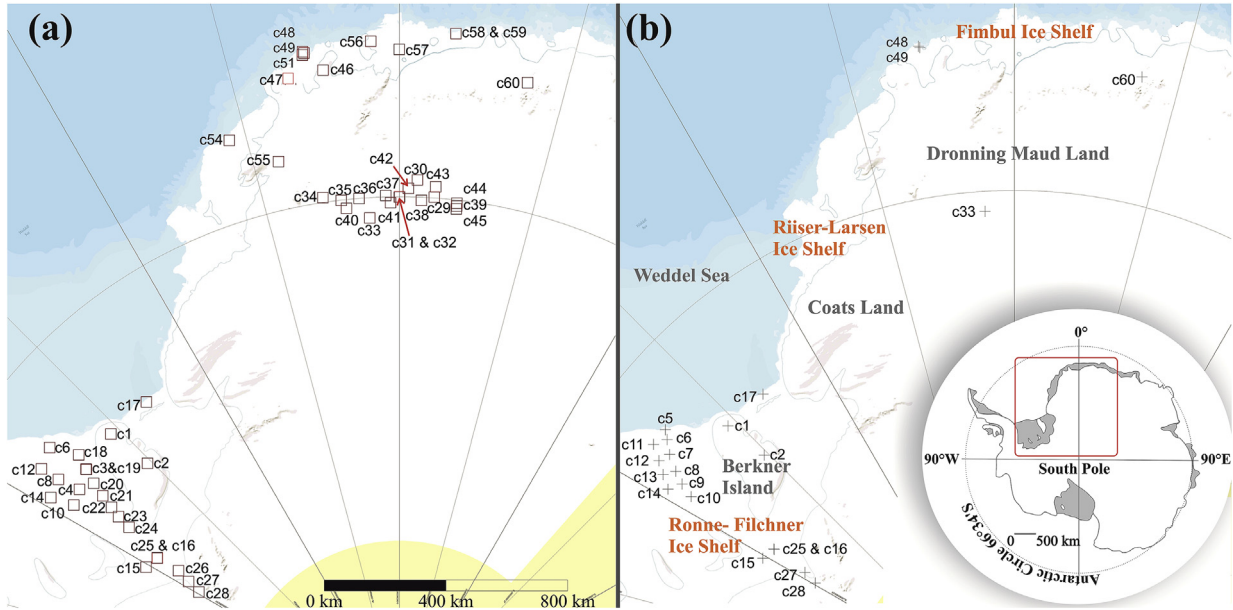 (a)
c48
c49
c51
c47
c46
c56
c57
c58 & c59
c60
c54
c55
c42
c30
c43
c34
c35
c36
c37
c44
c39
c45
c40
c33
c41
c38
c29
c31 & c32
c17
c1
c6
c18
c12
c3&c19
c2
c8
c4
c20
c14
c21
c10
c22
c23
c24
c25 & c16
c15
c26
c27
c28
0 km
400 km
800 km
(b)
Fimbul Ice Shelf
c48
c49
c60
Dronning Maud Land
c33
Riiser-Larsen
Ice Shelf
Weddel Sea
Coats Land
c17
c5
c1
c11
c6
c12
c7
c2
c13
c8
c14
c9
c10
Berkner
Island
Ronne- Filchner
Ice Shelf
c25 & c16
c15
c27
c28
0°
90°W
90°E
South Pole
0
500 km
Antarctic Circle 66°34'S